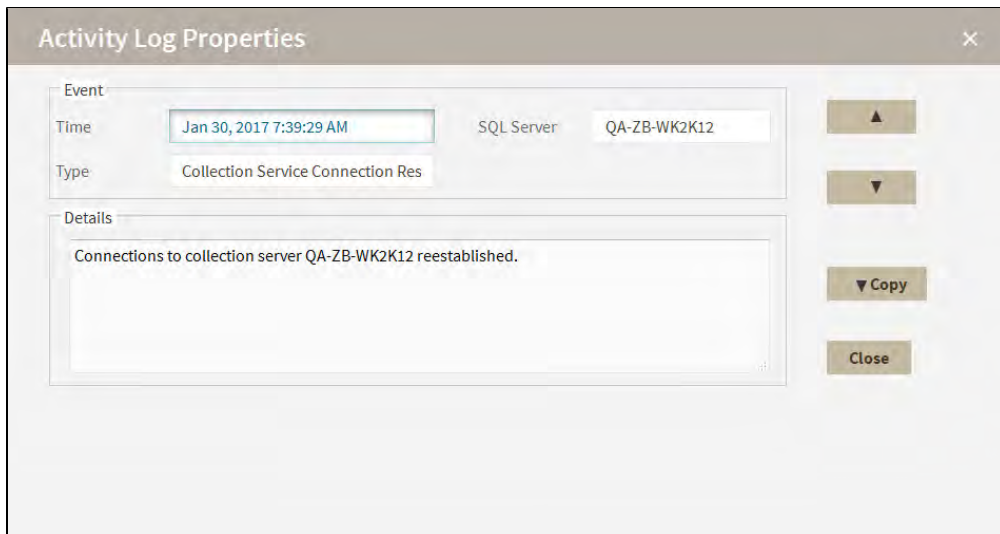 Activity Log Properties ×
Event
Time Jan 30, 2017 7:39:29 AM SQL Server QA-ZB-WK2K12
Type Collection Service Connection Res
Details
Connections to collection server QA-ZB-WK2K12 reestablished.
▲
▼
▼ Copy
Close